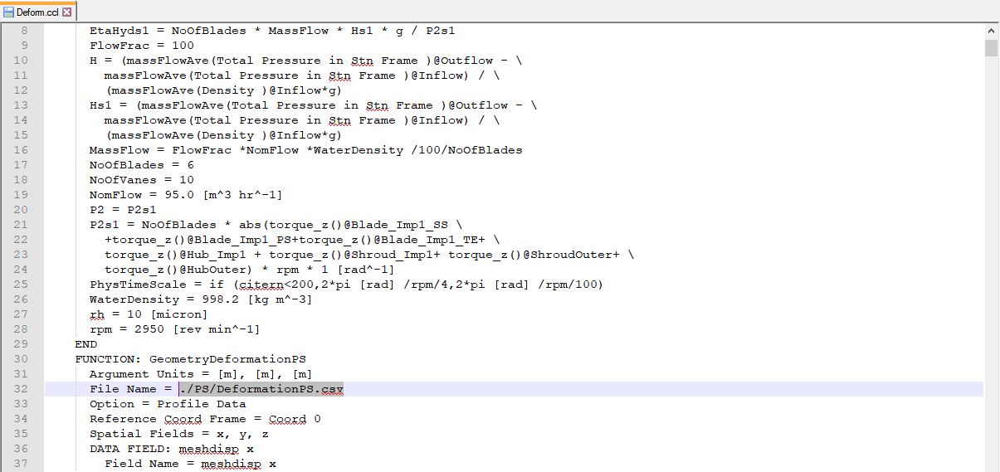 Deform.ccl
8 EtaHyds1 = NoOfBlades * MassFlow * Hs1 * g / P2s1
9 FlowFrac = 100
10 H = (massFlowAve(Total Pressure in Stn Frame )@Outflow - \
11 massFlowAve(Total Pressure in Stn Frame )@Inflow) / \
12 (massFlowAve(Density )@Inflow*g)
13 Hs1 = (massFlowAve(Total Pressure in Stn Frame )@Outflow - \
14 massFlowAve(Total Pressure in Stn Frame )@Inflow) / \
15 (massFlowAve(Density )@Inflow*g)
16 MassFlow = FlowFrac *NomFlow *WaterDensity /100/NoOfBlades
17 NoOfBlades = 6
18 NoOfVanes = 10
19 NomFlow = 95.0 [m^3 hr^-1]
20 P2 = P2s1
21 P2s1 = NoOfBlades * abs(torque_z()@Blade_Imp1_SS \
22 +torque_z()@Blade_Imp1_PS+torque_z()@Blade_Imp1_TE+ \
23 torque_z()@Hub_Imp1 + torque_z()@Shroud_Imp1+ torque_z()@ShroudOuter+ \
24 torque_z()@HubOuter) * rpm * 1 [rad^-1]
25 PhysTimeScale = if (citern<200,2*pi [rad] /rpm/4,2*pi [rad] /rpm/100)
26 WaterDensity = 998.2 [kg m^-3]
27 rh = 10 [micron]
28 rpm = 2950 [rev min^-1]
29 END
30 FUNCTION: GeometryDeformationPS
31 Argument Units = [m], [m], [m]
32 File Name = ./PS/DeformationPS.csv
33 Option = Profile Data
34 Reference Coord Frame = Coord 0
35 Spatial Fields = x, y, z
36 DATA FIELD: meshdisp x
37 Field Name = meshdisp x